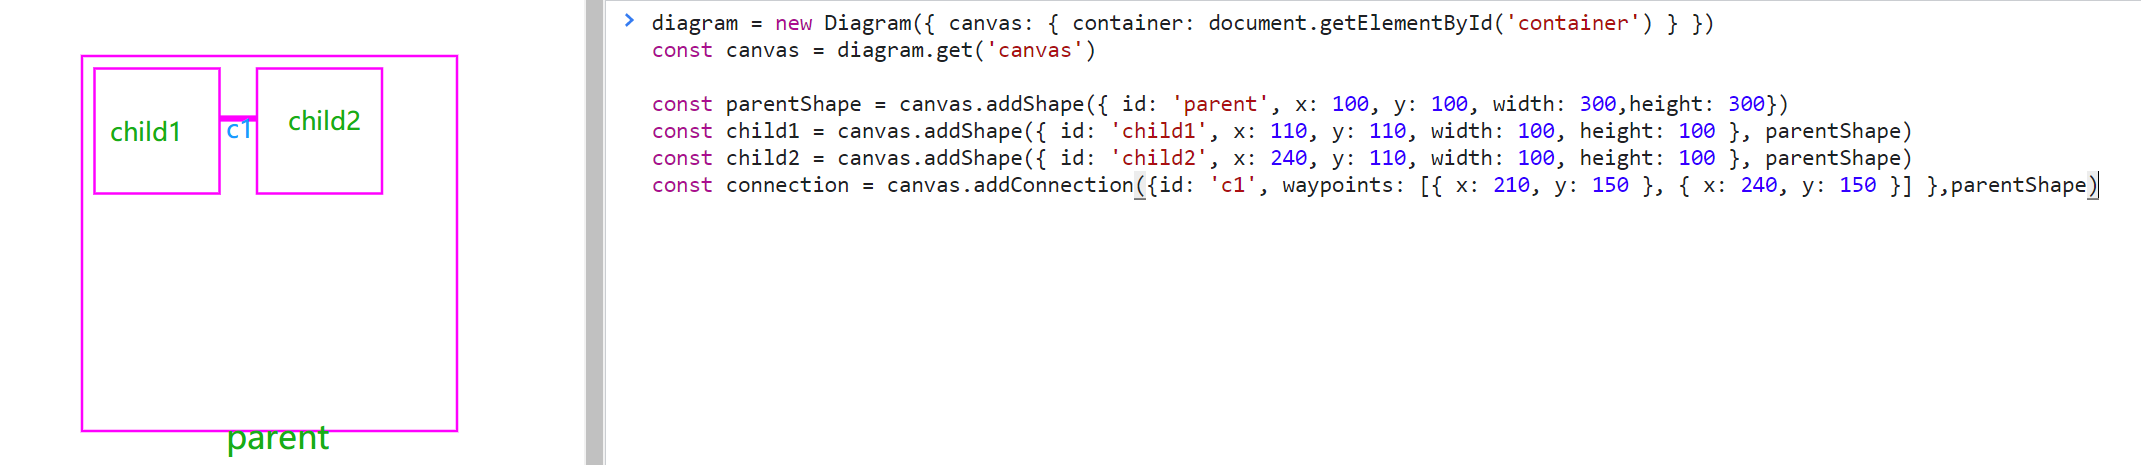 child1
c1
child2
parent
diagram = new Diagram({ canvas: { container: document.getElementById('container') } })
const canvas = diagram.get('canvas')
const parentShape = canvas.addShape({ id: 'parent', x: 100, y: 100, width: 300,height: 300})
const child1 = canvas.addShape({ id: 'child1', x: 110, y: 110, width: 100, height: 100 }, parentShape)
const child2 = canvas.addShape({ id: 'child2', x: 240, y: 110, width: 100, height: 100 }, parentShape)
const connection = canvas.addConnection({id: 'c1', waypoints: [{ x: 210, y: 150 }, { x: 240, y: 150 }] },parentShape)